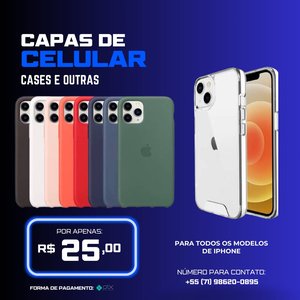 CAPAS DE
CELULAR
CASES E OUTRAS
POR APENAS:
R$ 25,00
PARA TODOS OS MODELOS
DE IPHONE
NÚMERO PARA CONTATO:
+55 (71) 98620-0895
FORMA DE PAGAMENTO: PIX